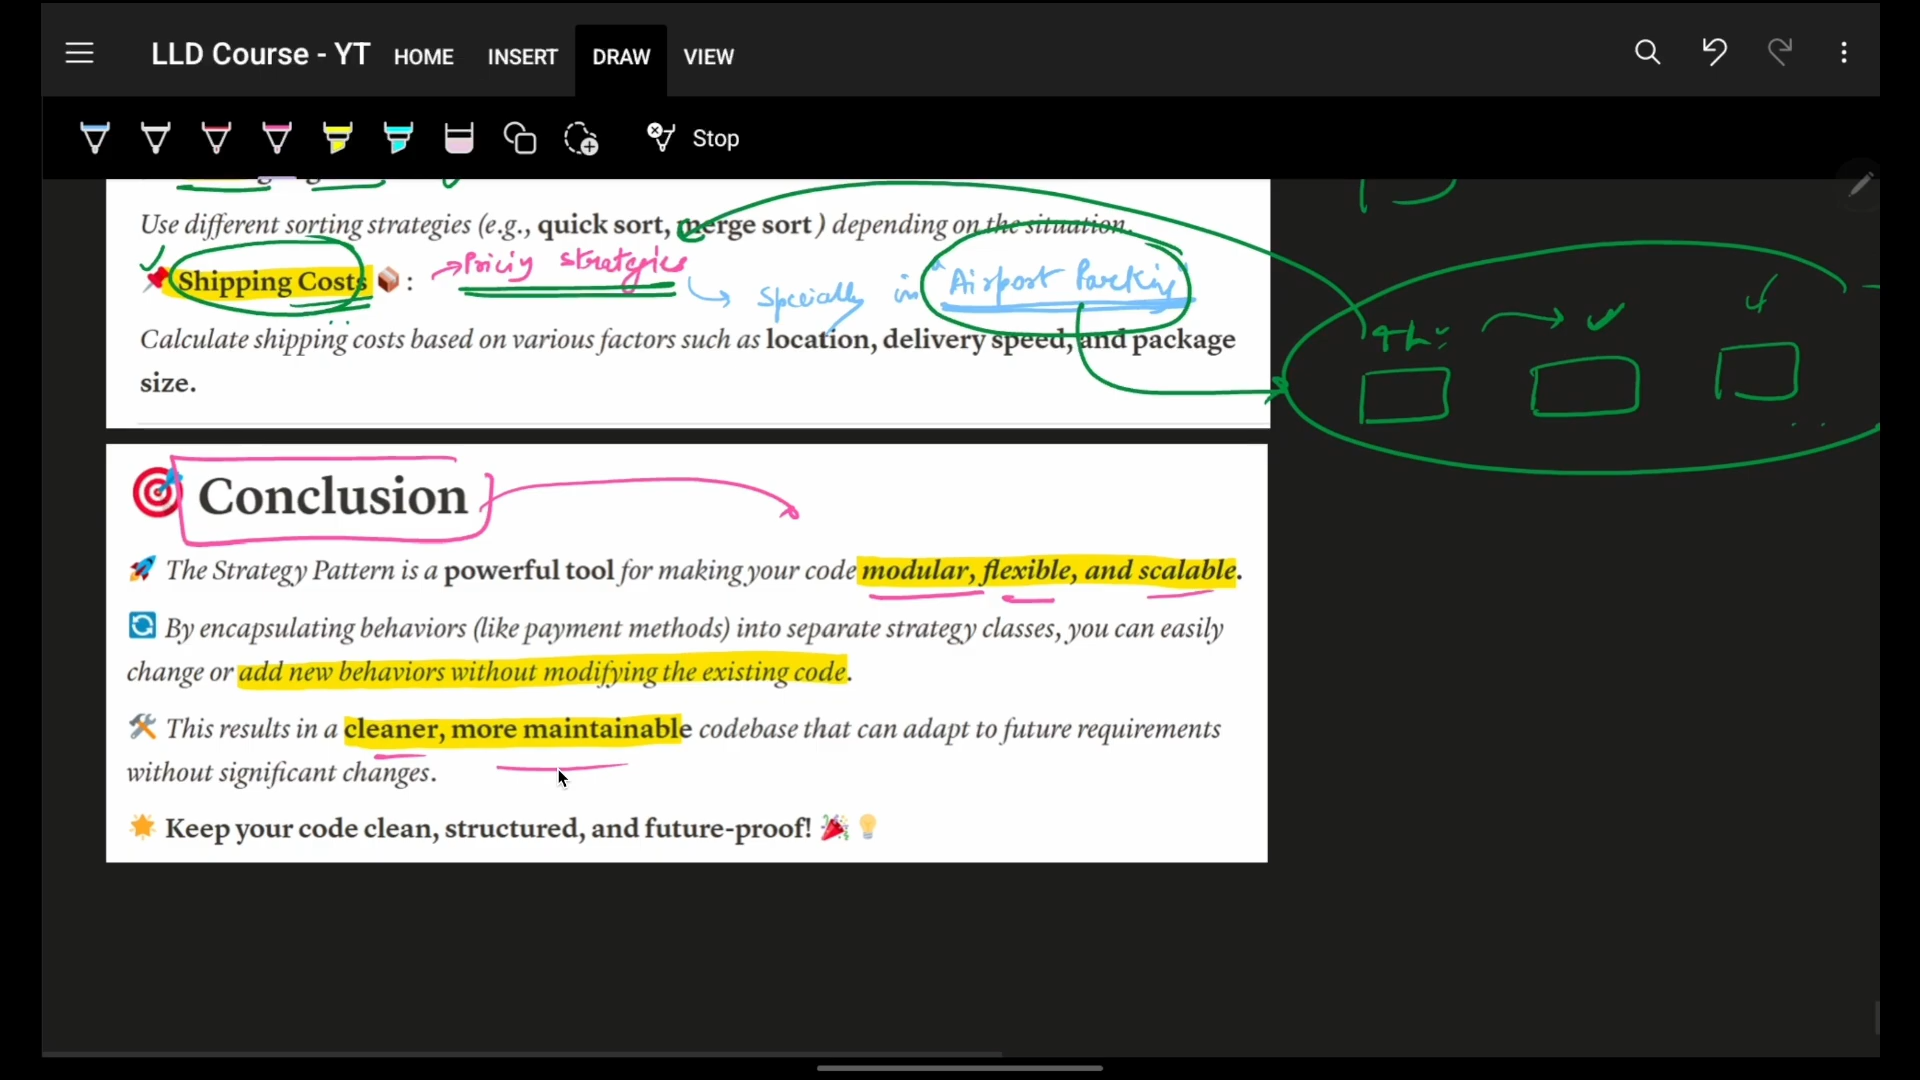 LLD Course - YT HOME INSERT DRAW VIEW
Stop
Use different sorting strategies (e.g., quick sort, merge sort ) depending on the situation.
Shipping Costs : Pricing strategies
Specially in "Airport Parking"
Calculate shipping costs based on various factors such as location, delivery speed, and package
size.
Conclusion
The Strategy Pattern is a powerful tool for making your code modular, flexible, and scalable.
By encapsulating behaviors (like payment methods) into separate strategy classes, you can easily
change or add new behaviors without modifying the existing code.
This results in a cleaner, more maintainable codebase that can adapt to future requirements
without significant changes.
Keep your code clean, structured, and future-proof!